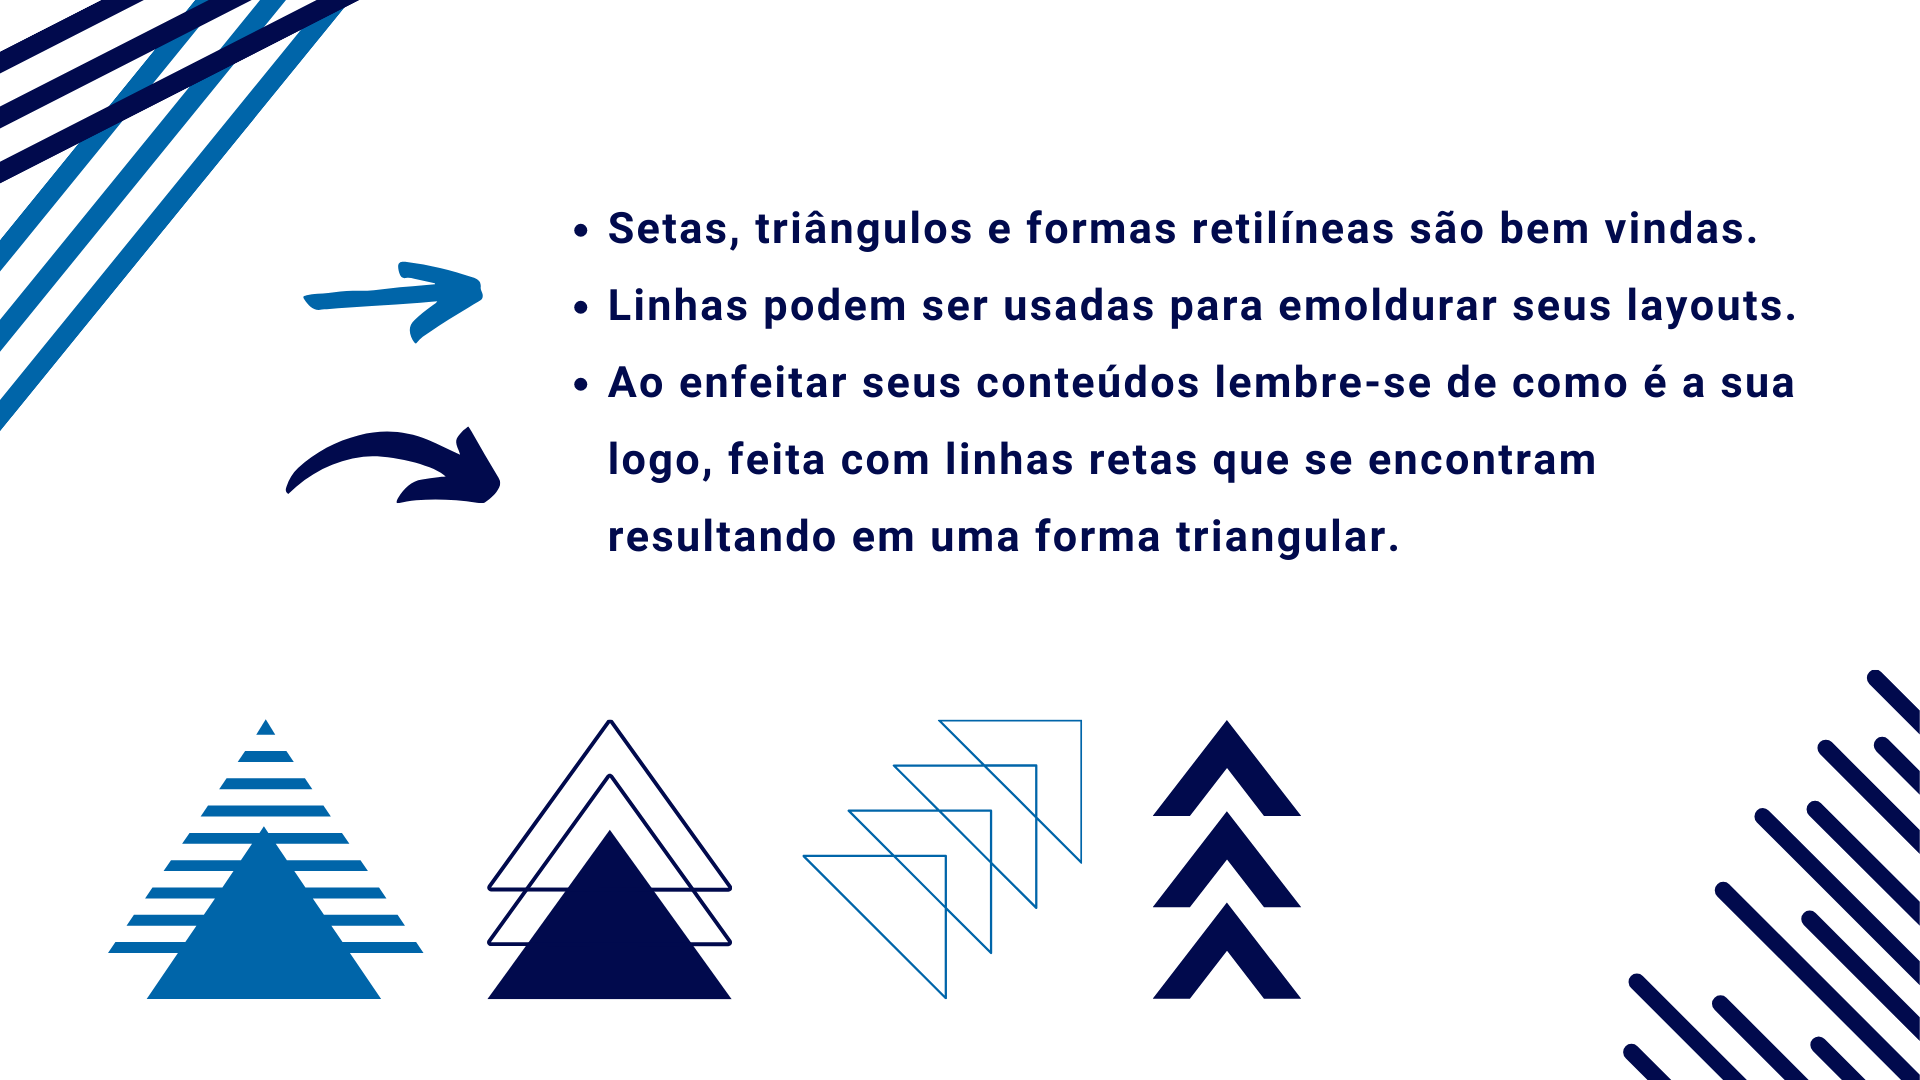 • Setas, triângulos e formas retilíneas são bem vindas.
• Linhas podem ser usadas para emoldurar seus layouts.
• Ao enfeitar seus conteúdos lembre-se de como é a sua
logo, feita com linhas retas que se encontram
resultando em uma forma triangular.